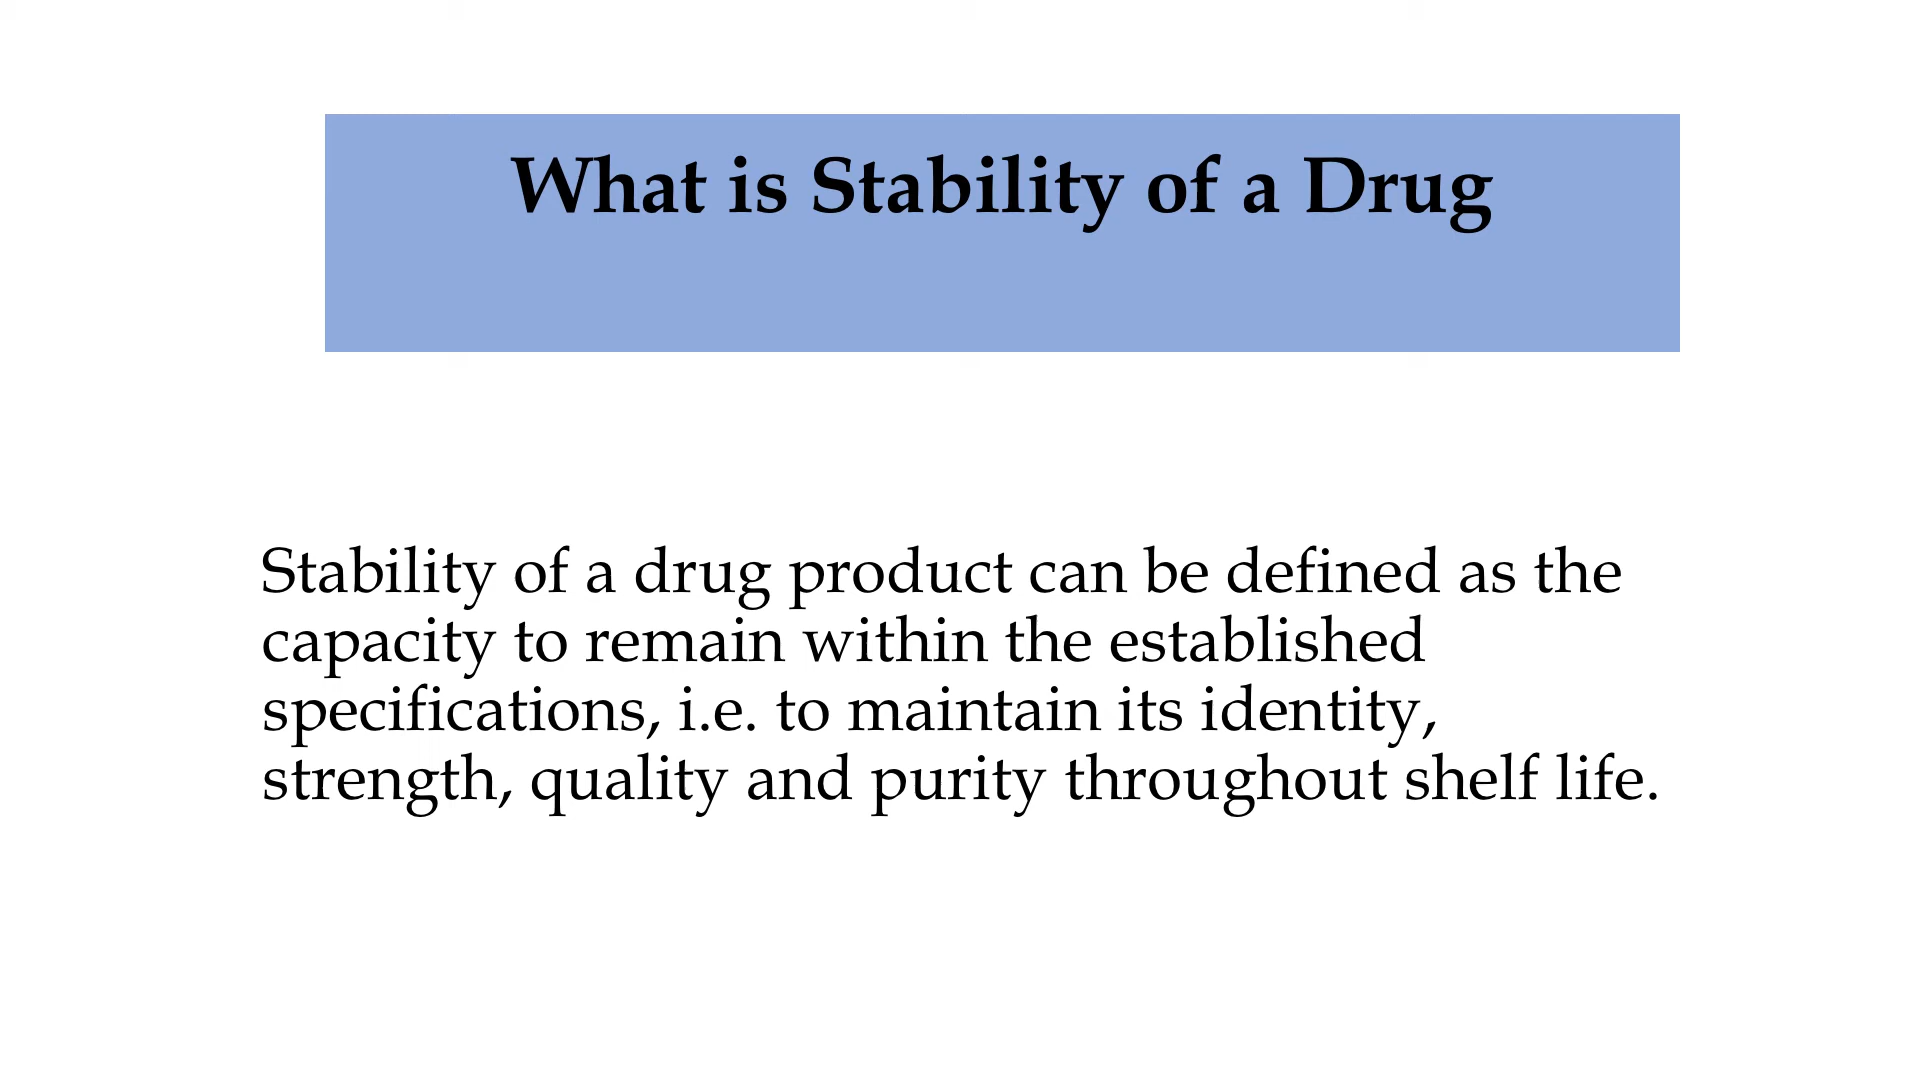 What is Stability of a Drug
Stability of a drug product can be defined as the
capacity to remain within the established
specifications, i.e. to maintain its identity,
strength, quality and purity throughout shelf life.